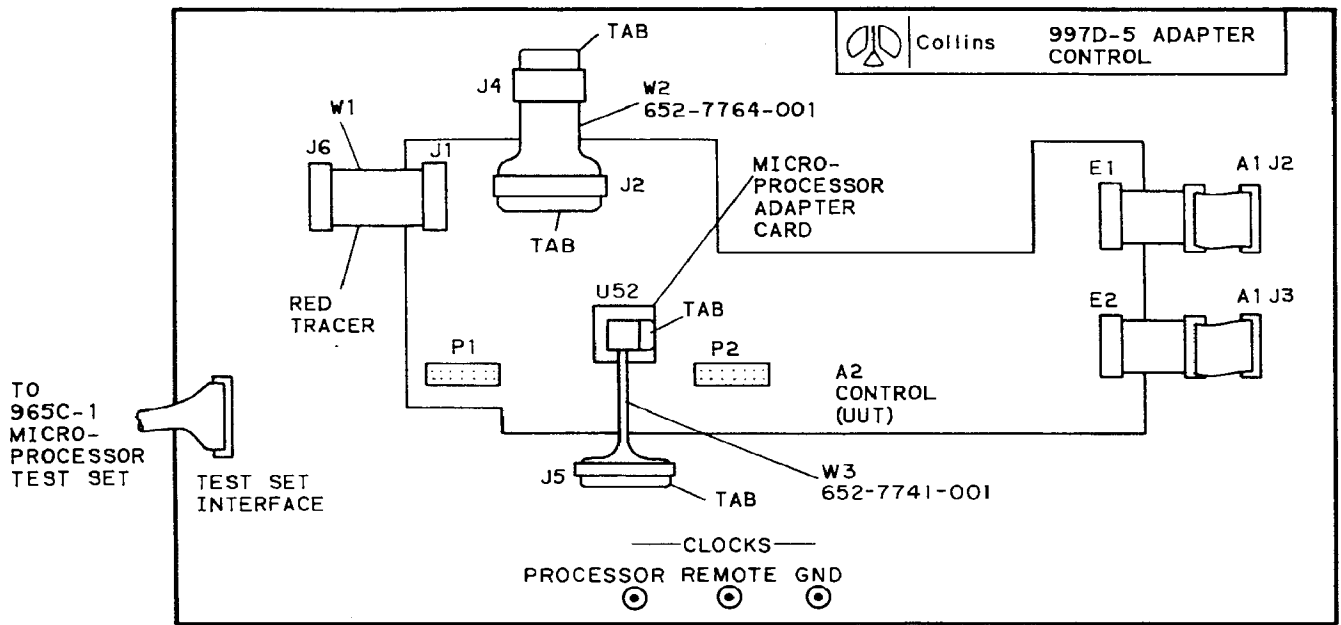 TAB
Collins
997D-5 ADAPTER
CONTROL
J4
W2
652-7764-001
W1
J6
J1
J2
TAB
MICRO-
PROCESSOR
ADAPTER
CARD
E1
A1 J2
RED
TRACER
U52
TAB
E2
A1 J3
P1
P2
A2
CONTROL
(UUT)
TO
965C-1
MICRO-
PROCESSOR
TEST SET
TEST SET
INTERFACE
J5
TAB
W3
652-7741-001
CLOCKS
PROCESSOR REMOTE GND